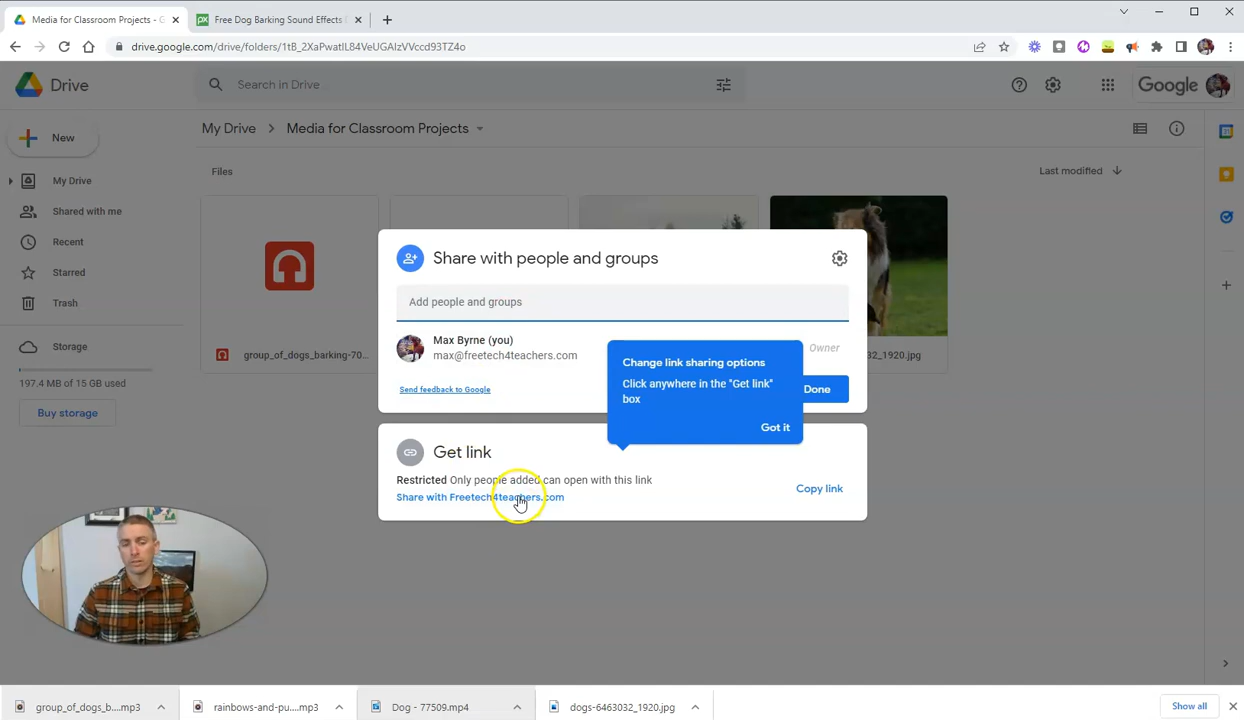 Media for Classroom Projects - G
Free Dog Barking Sound Effects
drive.google.com/drive/folders/1tB_2XaPwatIL84VeUGAIzVVccd93TZ4o
Drive
Search in Drive
Google
New
My Drive
Media for Classroom Projects
My Drive
Shared with me
Recent
Starred
Trash
Storage
197.4 MB of 15 GB used
Buy storage
Files
Last modified
group_of_dogs_barking-70...
32_1920.jpg
Share with people and groups
Add people and groups
Max Byrne (you)
max@freetech4teachers.com
Owner
Send feedback to Google
Done
Change link sharing options
Click anywhere in the "Get link"
box
Got it
Get link
Restricted Only people added can open with this link
Share with Freetech4teachers.com
Copy link
group_of_dogs_b....mp3
rainbows-and-pu....mp3
Dog - 77509.mp4
dogs-6463032_1920.jpg
Show all